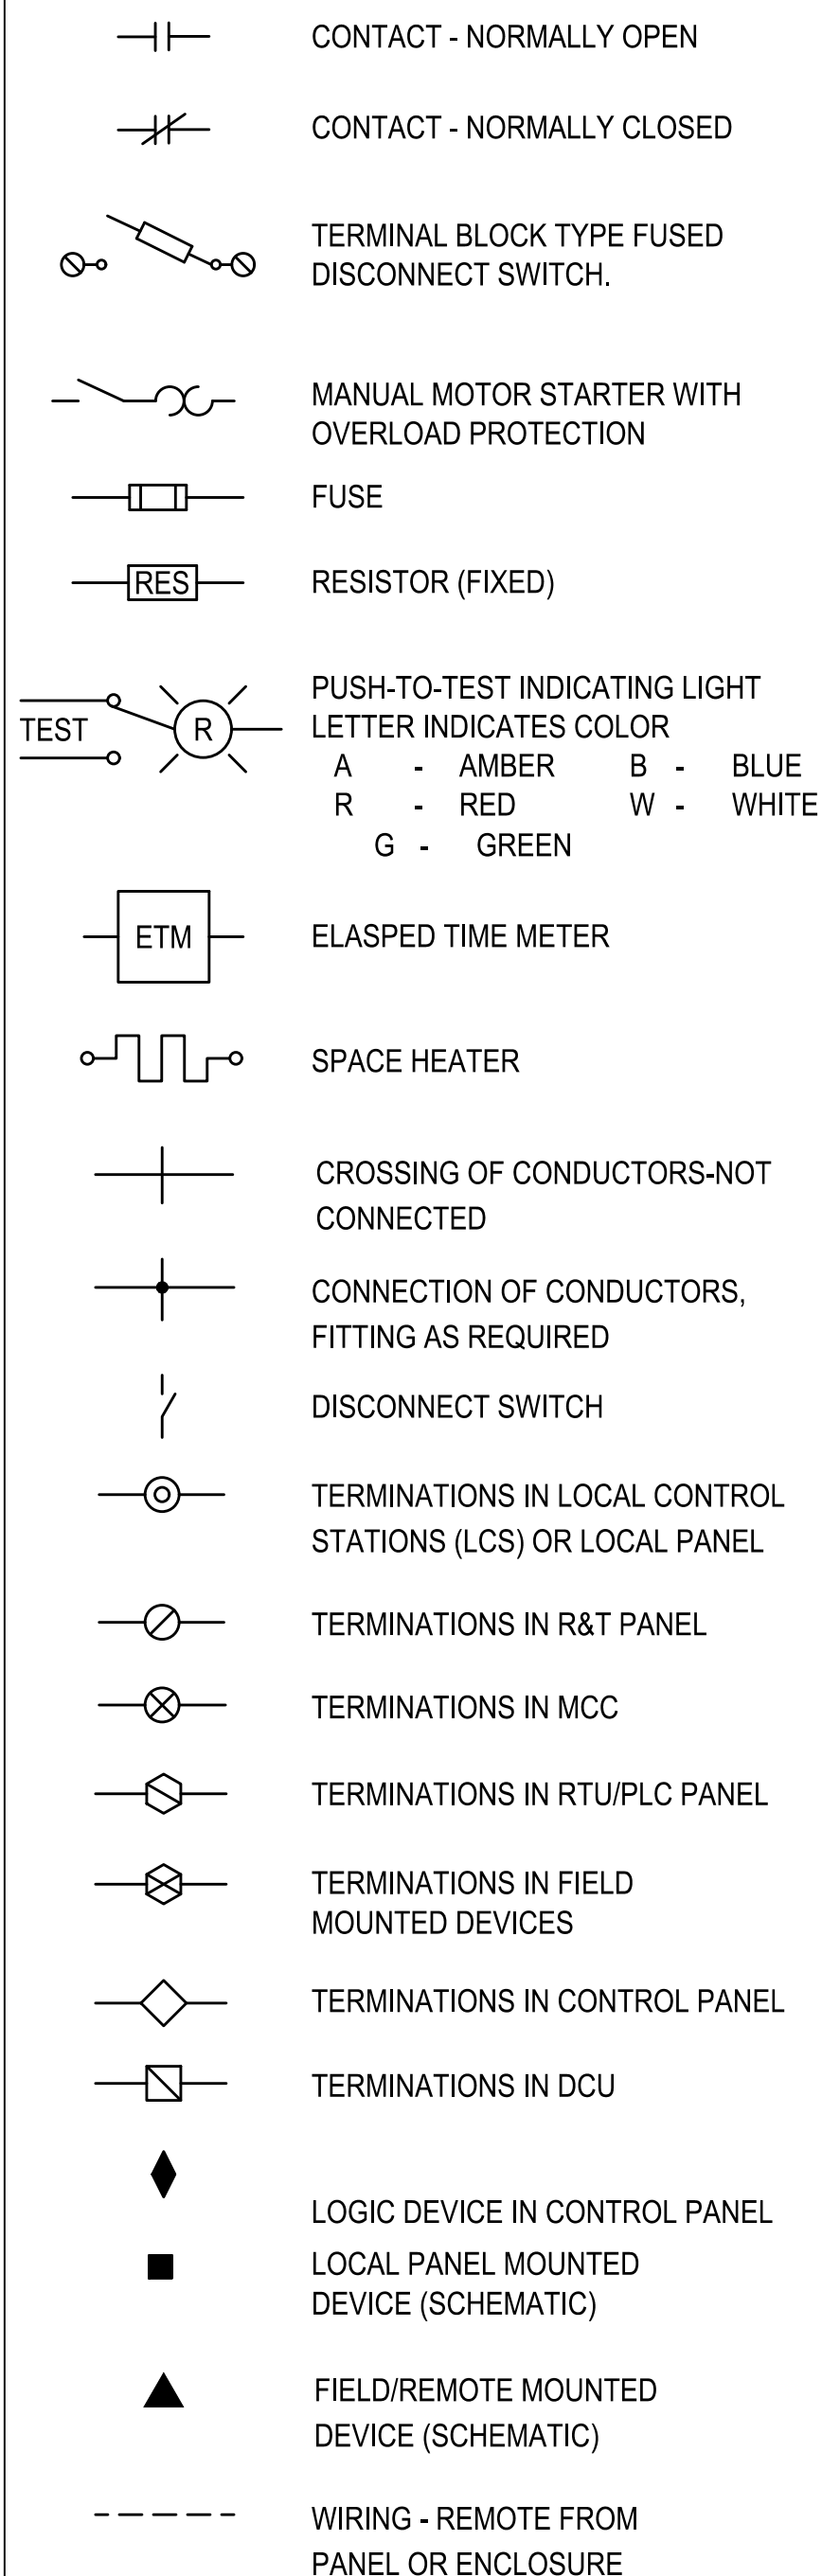 CONTACT - NORMALLY OPEN
CONTACT - NORMALLY CLOSED
TERMINAL BLOCK TYPE FUSED
DISCONNECT SWITCH.
MANUAL MOTOR STARTER WITH
OVERLOAD PROTECTION
FUSE
RES RESISTOR (FIXED)
PUSH-TO-TEST INDICATING LIGHT
TEST R LETTER INDICATES COLOR
A - AMBER B - BLUE
R - RED W - WHITE
G - GREEN
ETM ELASPED TIME METER
SPACE HEATER
CROSSING OF CONDUCTORS-NOT
CONNECTED
CONNECTION OF CONDUCTORS,
FITTING AS REQUIRED
DISCONNECT SWITCH
TERMINATIONS IN LOCAL CONTROL
STATIONS (LCS) OR LOCAL PANEL
TERMINATIONS IN R&T PANEL
TERMINATIONS IN MCC
TERMINATIONS IN RTU/PLC PANEL
TERMINATIONS IN FIELD
MOUNTED DEVICES
TERMINATIONS IN CONTROL PANEL
TERMINATIONS IN DCU
LOGIC DEVICE IN CONTROL PANEL
LOCAL PANEL MOUNTED
DEVICE (SCHEMATIC)
FIELD/REMOTE MOUNTED
DEVICE (SCHEMATIC)
WIRING - REMOTE FROM
PANEL OR ENCLOSURE